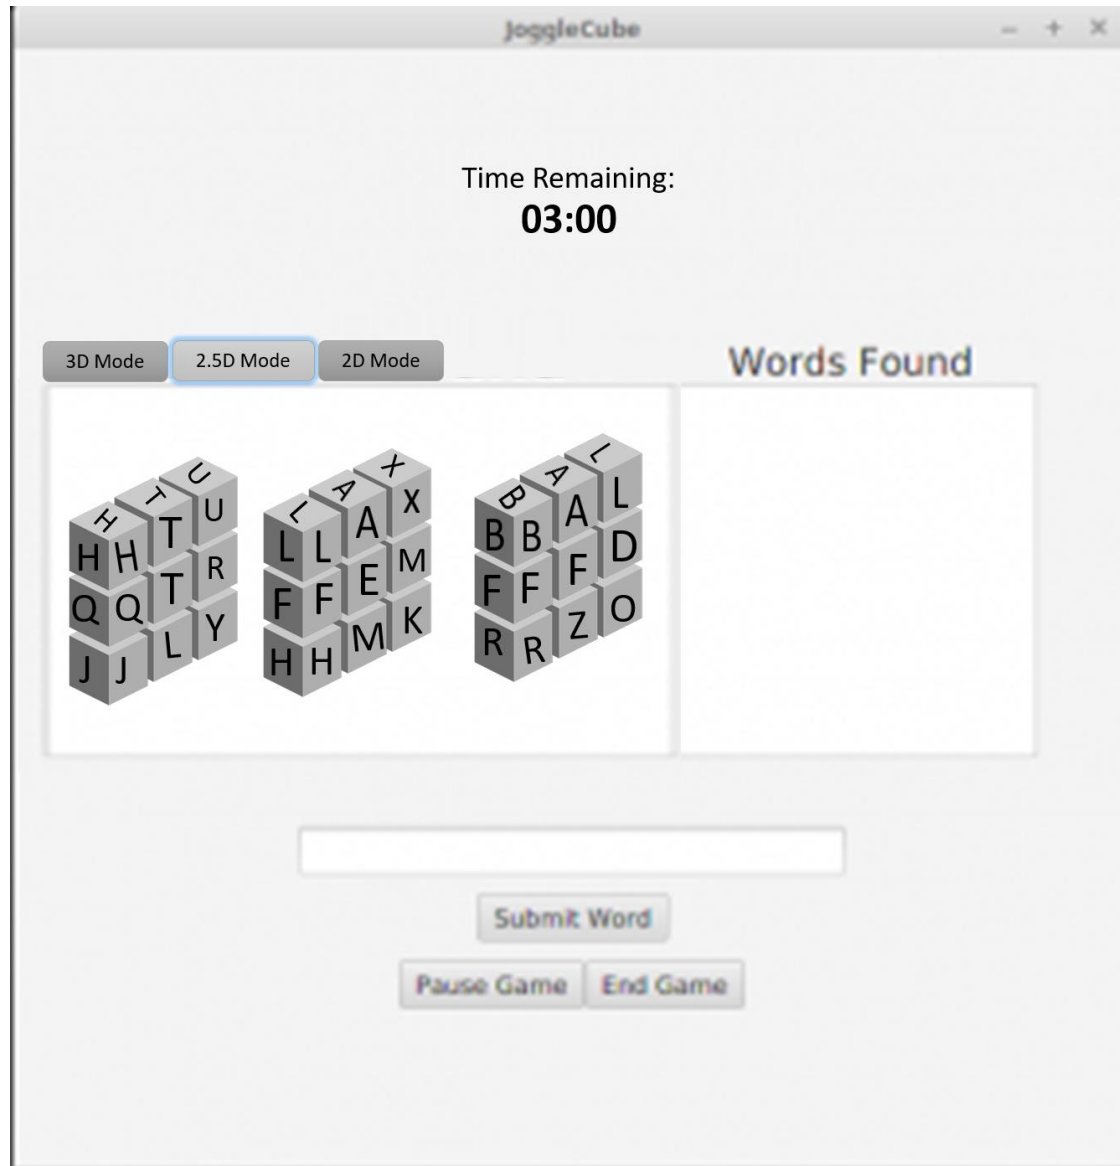 JoggleCube
Time Remaining:
03:00
3D Mode 2.5D Mode 2D Mode
Words Found
H T U
H H T U
Q Q T R
J J L Y
L A X
L L A X
F F E M
H H M K
B A L
B B A L
F F F D
R R Z O
Submit Word
Pause Game End Game